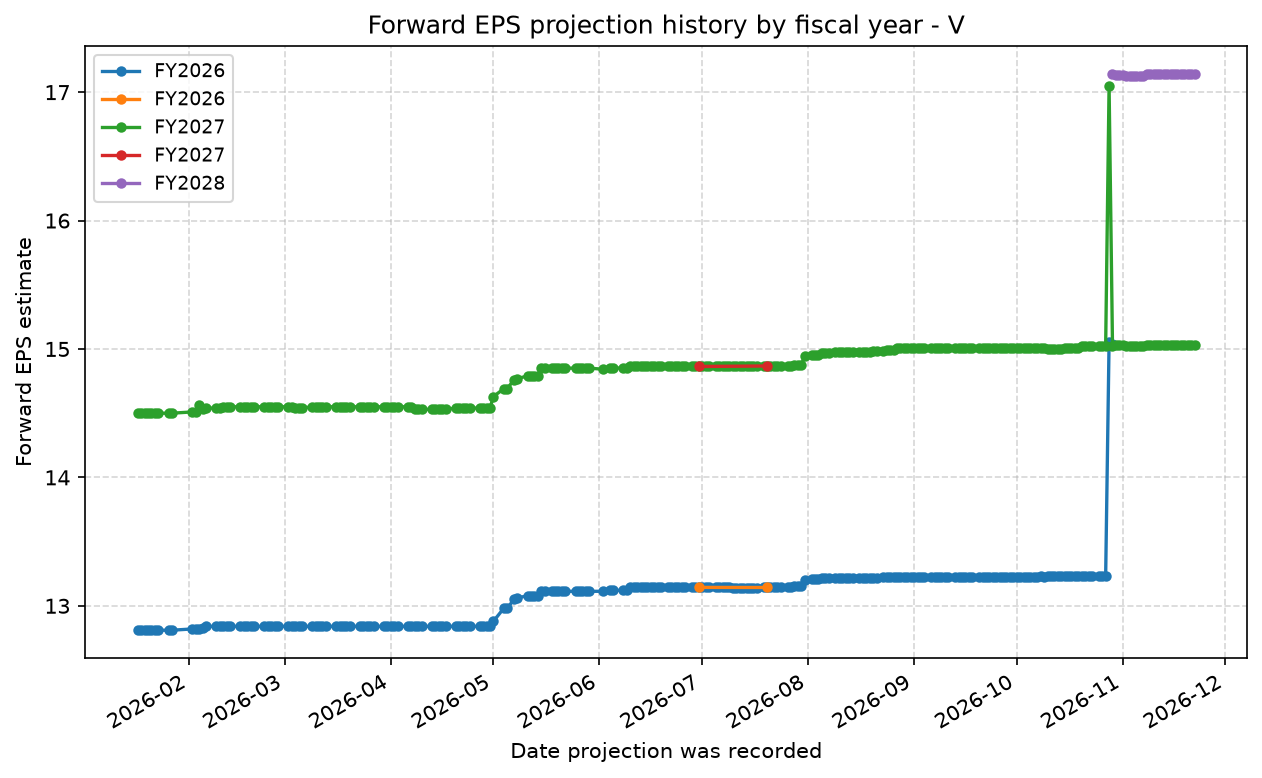 Forward EPS projection history by fiscal year - V
FY2026
FY2026
FY2027
FY2027
FY2028
Forward EPS estimate
17
16
15
14
13
2026-02
2026-03
2026-04
2026-05
2026-06
2026-07
2026-08
2026-09
2026-10
2026-11
2026-12
Date projection was recorded